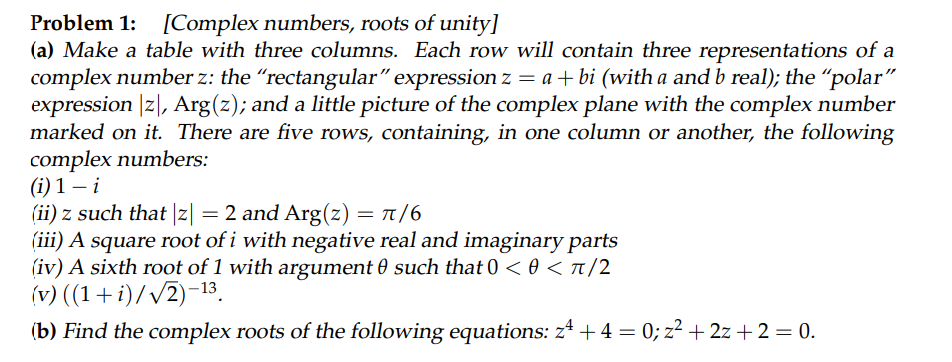 Problem 1: [Complex numbers, roots of unity]
(a) Make a table with three columns. Each row will contain three representations of a
complex number z: the “rectangular” expression z = a + bi (with a and b real); the “polar”
expression |z|, Arg(z); and a little picture of the complex plane with the complex number
marked on it. There are five rows, containing, in one column or another, the following
complex numbers:
(i) 1 − i
(ii) z such that |z| = 2 and Arg(z) = π/6
(iii) A square root of i with negative real and imaginary parts
(iv) A sixth root of 1 with argument θ such that 0 < θ < π/2
(v) ((1 + i)/√2)⁻¹³.
(b) Find the complex roots of the following equations: z⁴ + 4 = 0; z² + 2z + 2 = 0.